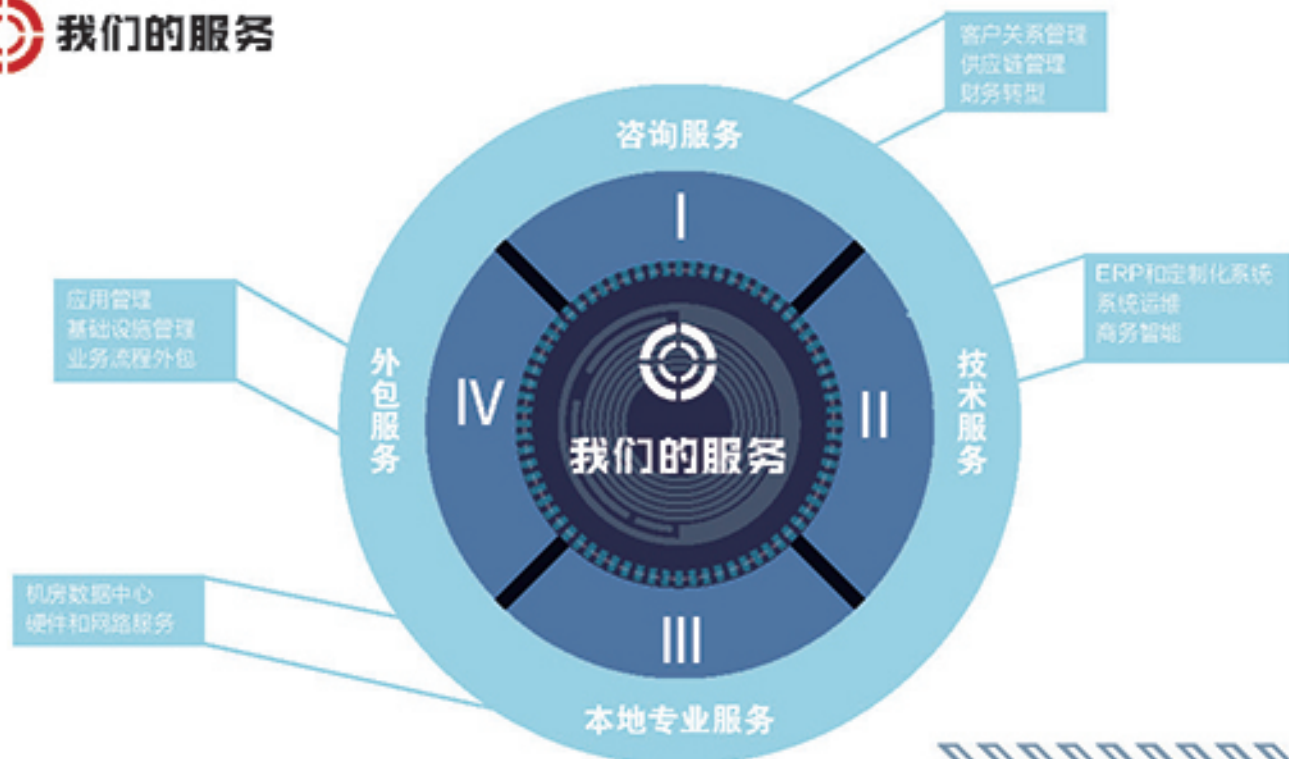 我们的服务
客户关系管理
供应链管理
财务转型
咨询服务
I
ERP和定制化系统
系统运维
商务智能
应用管理
基础设施管理
业务流程外包
外包服务
IV
我们的服务
II
技术服务
机房数据中心
硬件和网路服务
III
本地专业服务